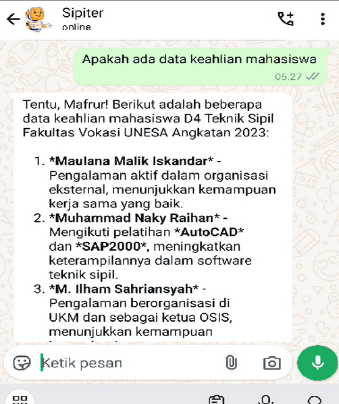 Sipiter
online
Apakah ada data keahlian mahasiswa
05.27
Tentu, Mafrur! Berikut adalah beberapa
data keahlian mahasiswa D4 Teknik Sipil
Fakultas Vokasi UNESA Angkatan 2023:
1. *Maulana Malik Iskandar* -
Pengalaman aktif dalam organisasi
eksternal, menunjukkan kemampuan
kerja sama yang baik.
2. *Muhammad Naky Raihan* -
Mengikuti pelatihan *AutoCAD*
dan *SAP2000*, meningkatkan
keterampilannya dalam software
teknik sipil.
3. *M. Ilham Sahriansyah* -
Pengalaman berorganisasi di
UKM dan sebagai ketua OSIS,
menunjukkan kemampuan
Ketik pesan